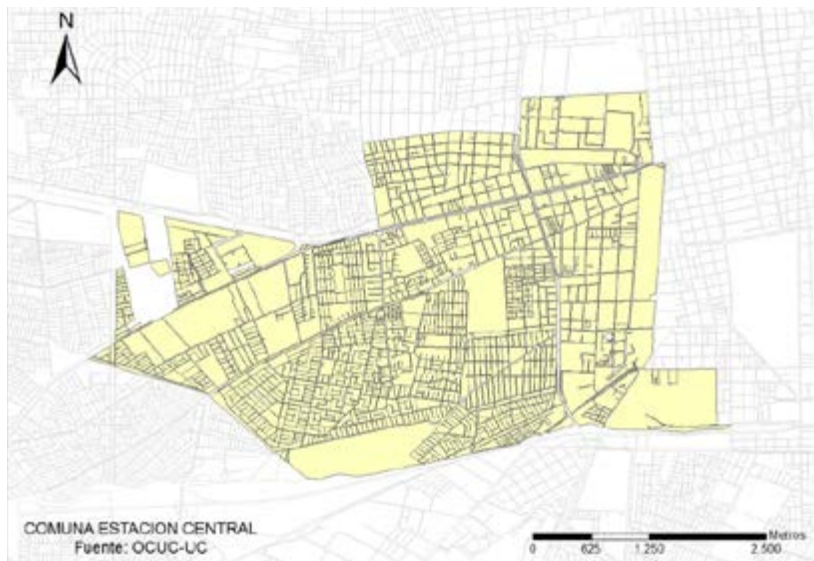 N
COMUNA ESTACION CENTRAL
Fuente: OCUC-UC
Metros
0 625 1.250 2.500